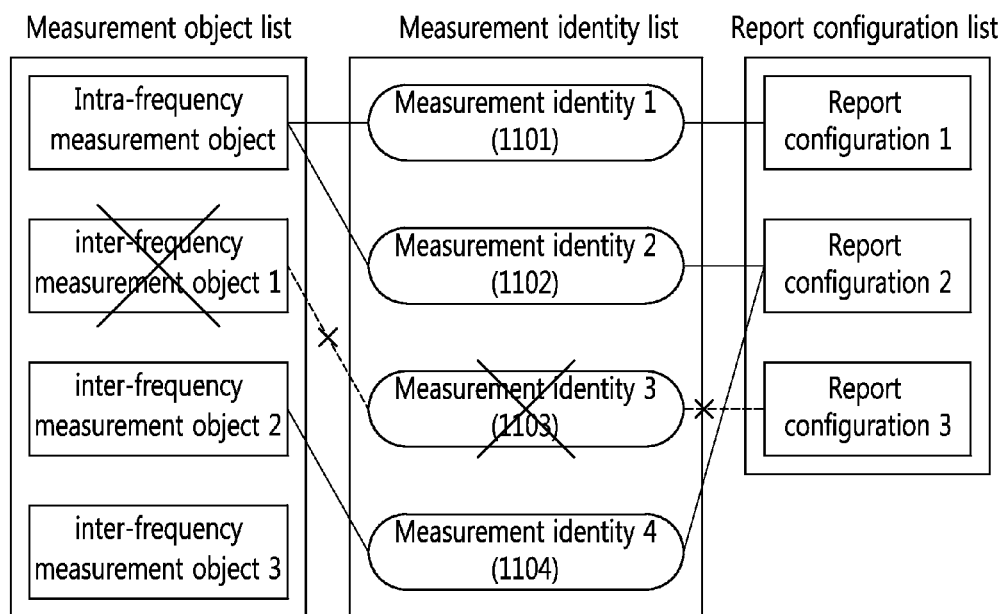 Measurement object list
Intra-frequency
measurement object
inter-frequency
measurement object 1
inter-frequency
measurement object 2
inter-frequency
measurement object 3
Measurement identity list
Measurement identity 1
(1101)
Measurement identity 2
(1102)
Measurement identity 3
(1103)
Measurement identity 4
(1104)
Report configuration list
Report
configuration 1
Report
configuration 2
Report
configuration 3